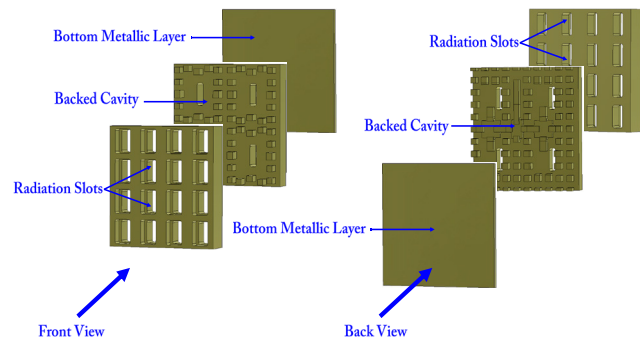 Bottom Metallic Layer
Backed Cavity
Radiation Slots
Front View
Radiation Slots
Backed Cavity
Bottom Metallic Layer
Back View